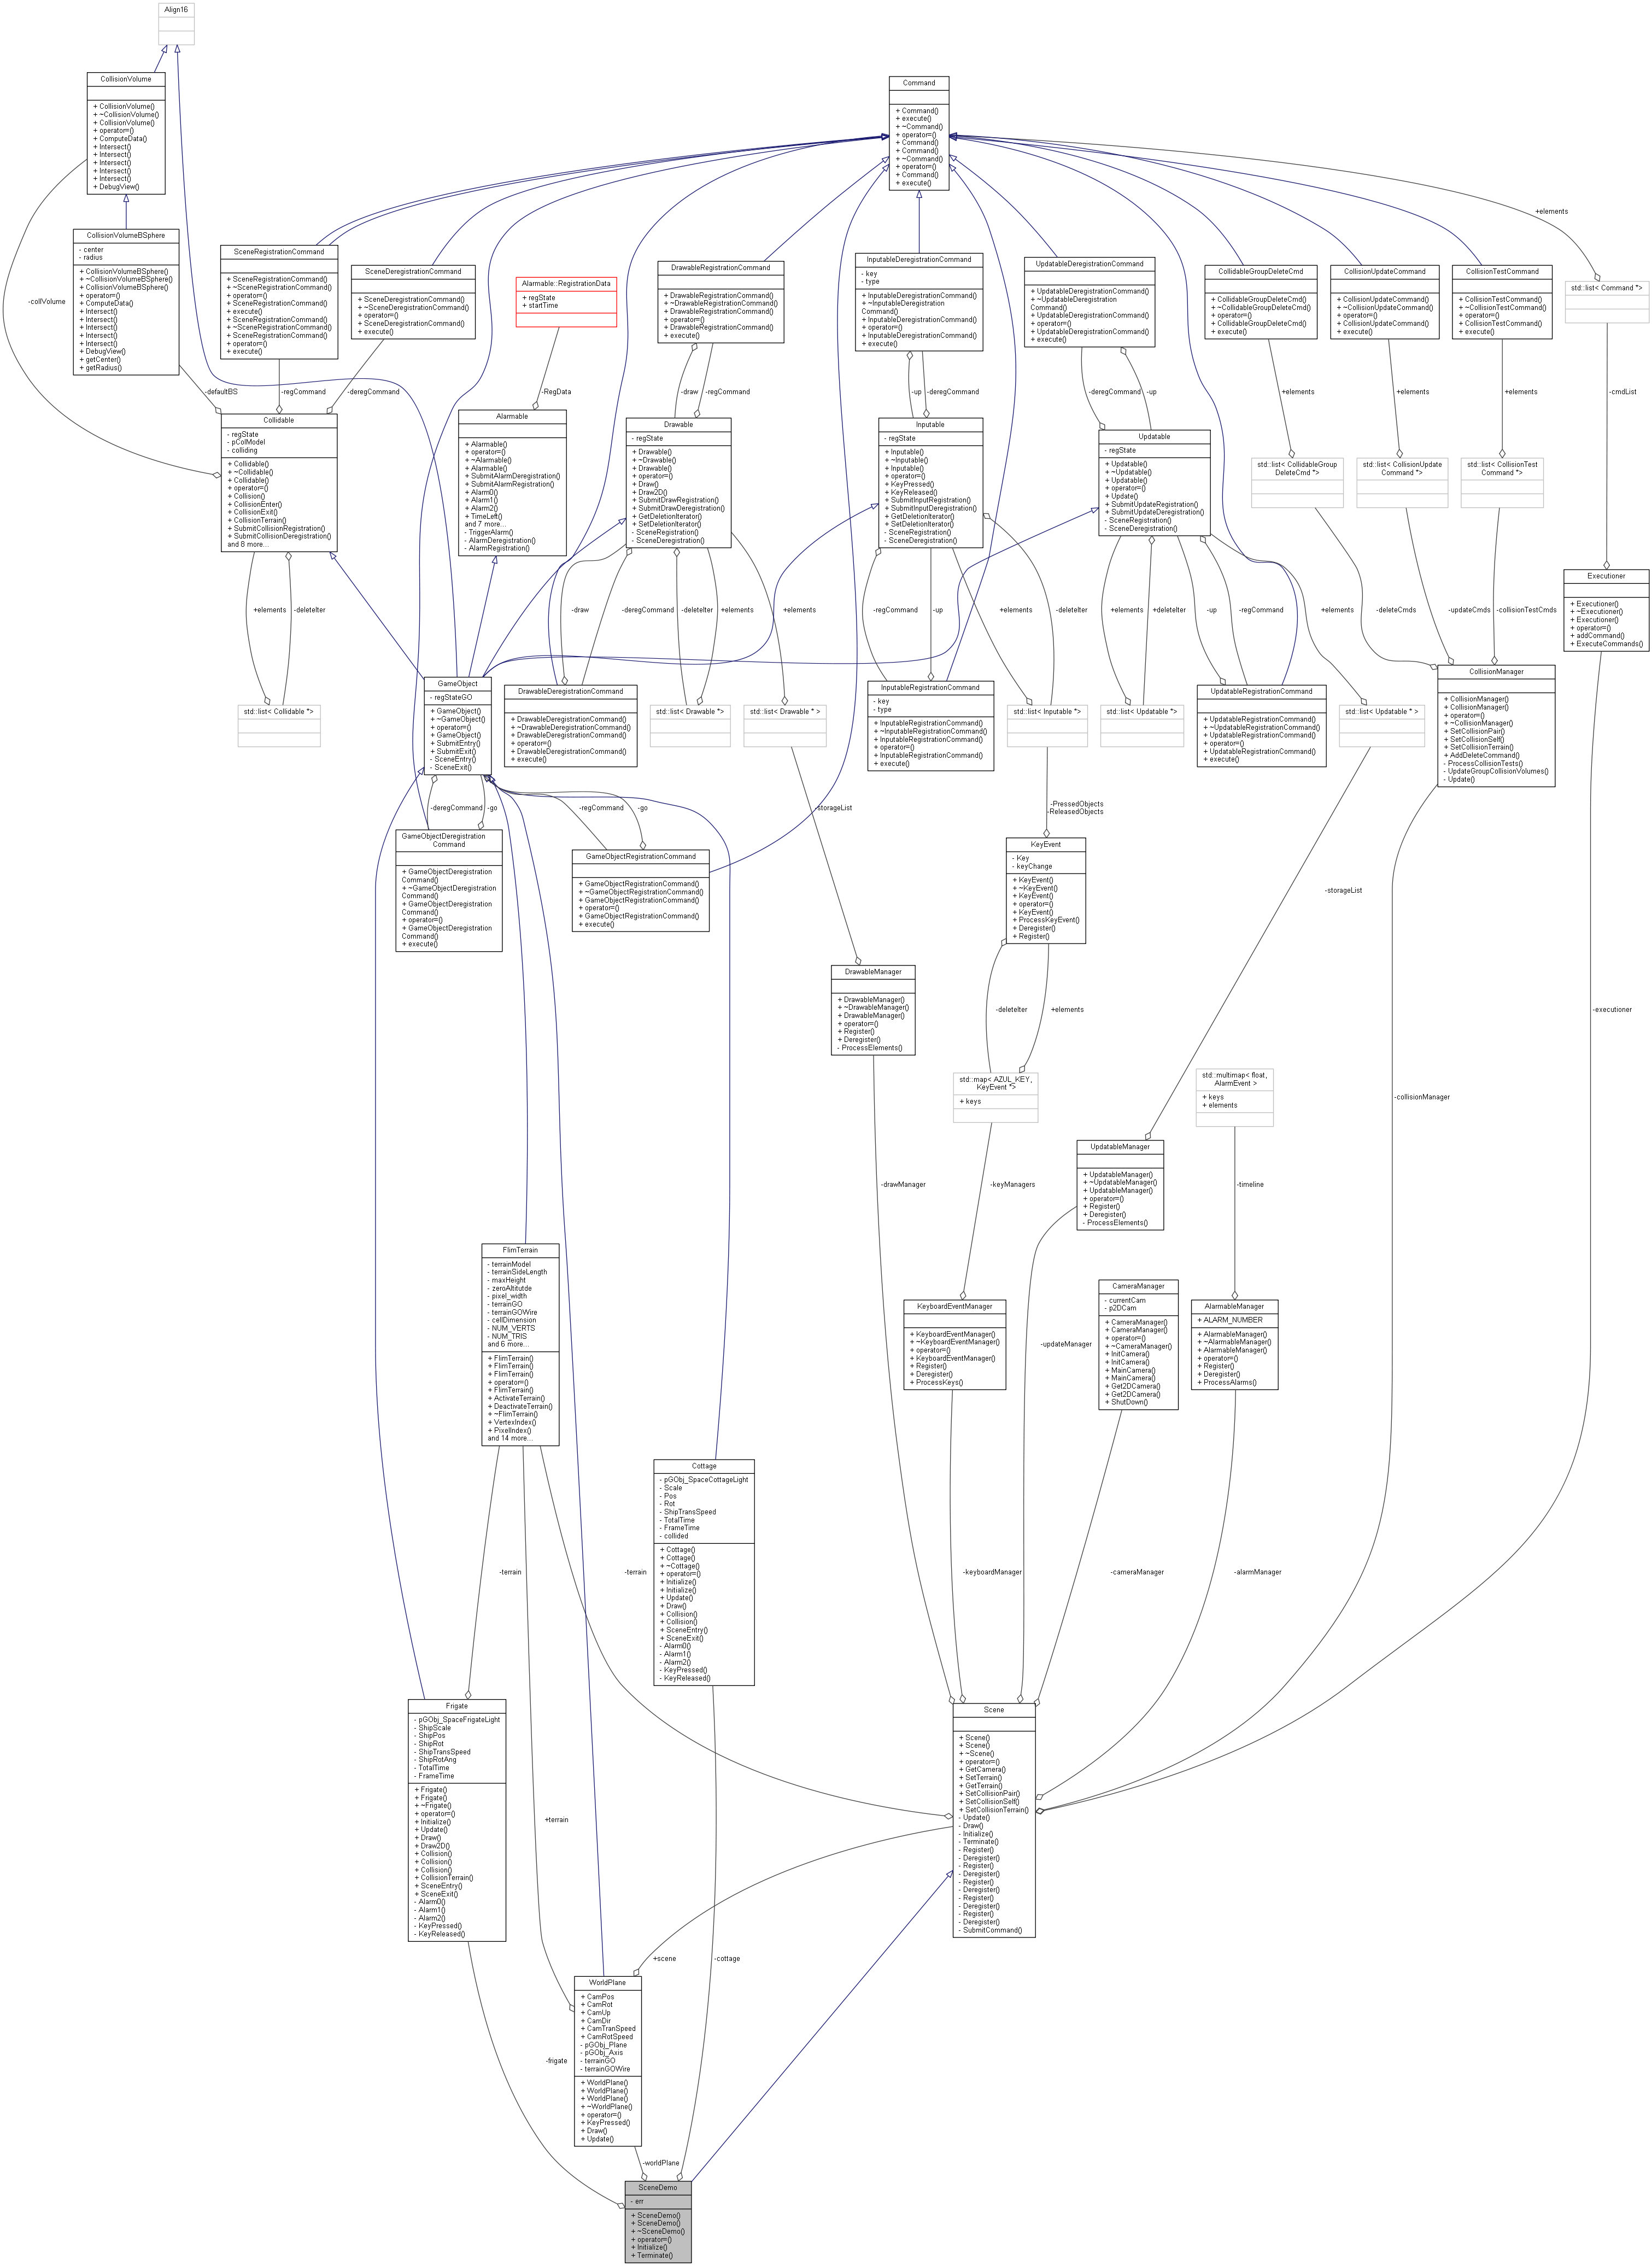 Align16
CollisionVolume
+ CollisionVolume()
+ ~CollisionVolume()
+ CollisionVolume()
+ operator=()
+ ComputeData()
+ Intersect()
+ Intersect()
+ Intersect()
+ Intersect()
+ Intersect()
+ DebugView()
Command
+ Command()
+ execute()
+ ~Command()
+ operator=()
+ Command()
+ Command()
+ ~Command()
+ operator=()
+ Command()
+ execute()
+elements
CollisionVolumeBSphere
- center
- radius
+ CollisionVolumeBSphere()
+ ~CollisionVolumeBSphere()
+ CollisionVolumeBSphere()
+ operator=()
+ ComputeData()
+ Intersect()
+ Intersect()
+ Intersect()
+ Intersect()
+ Intersect()
+ DebugView()
+ getCenter()
+ getRadius()
SceneRegistrationCommand
+ SceneRegistrationCommand()
+ ~SceneRegistrationCommand()
+ operator=()
+ SceneRegistrationCommand()
+ execute()
+ SceneRegistrationCommand()
+ ~SceneRegistrationCommand()
+ SceneRegistrationCommand()
+ operator=()
+ execute()
SceneDeregistrationCommand
+ SceneDeregistrationCommand()
+ ~SceneDeregistrationCommand()
+ operator=()
+ SceneDeregistrationCommand()
+ execute()
Alarmable::RegistrationData
+ regState
+ startTime
DrawableRegistrationCommand
+ DrawableRegistrationCommand()
+ ~DrawableRegistrationCommand()
+ DrawableRegistrationCommand()
+ operator=()
+ DrawableRegistrationCommand()
+ execute()
InputableDeregistrationCommand
- key
- type
+ InputableDeregistrationCommand()
+ ~InputableDeregistration
Command()
+ InputableDeregistrationCommand()
+ operator=()
+ InputableDeregistrationCommand()
+ execute()
UpdatableDeregistrationCommand
+ UpdatableDeregistrationCommand()
+ ~UpdatableDeregistration
Command()
+ UpdatableDeregistrationCommand()
+ operator=()
+ UpdatableDeregistrationCommand()
+ execute()
CollidableGroupDeleteCmd
+ CollidableGroupDeleteCmd()
+ ~CollidableGroupDeleteCmd()
+ operator=()
+ CollidableGroupDeleteCmd()
+ execute()
CollisionUpdateCommand
+ CollisionUpdateCommand()
+ ~CollisionUpdateCommand()
+ operator=()
+ CollisionUpdateCommand()
+ execute()
CollisionTestCommand
+ CollisionTestCommand()
+ ~CollisionTestCommand()
+ operator=()
+ CollisionTestCommand()
+ execute()
std::list< Command *>
-collVolume
-defaultBS
-regCommand
-deregCommand
-RegData
-draw
-regCommand
-up
-deregCommand
-deregCommand
-up
+elements
+elements
+elements
-cmdList
Collidable
- regState
- pColModel
- colliding
+ Collidable()
+ ~Collidable()
+ Collidable()
+ operator=()
+ Collision()
+ CollisionEnter()
+ CollisionExit()
+ CollisionTerrain()
+ SubmitCollisionRegistration()
+ SubmitCollisionDeregistration()
and 8 more...
Alarmable
+ Alarmable()
+ operator=()
+ ~Alarmable()
+ Alarmable()
+ SubmitAlarmDeregistration()
+ SubmitAlarmRegistration()
+ Alarm0()
+ Alarm1()
+ Alarm2()
+ TimeLeft()
and 7 more...
- TriggerAlarm()
- AlarmDeregistration()
- AlarmRegistration()
Drawable
- regState
+ Drawable()
+ ~Drawable()
+ Drawable()
+ operator=()
+ Draw()
+ Draw2D()
+ SubmitDrawRegistration()
+ SubmitDrawDeregistration()
+ GetDeletionIterator()
+ SetDeletionIterator()
- SceneRegistration()
- SceneDeregistration()
Inputable
- regState
+ Inputable()
+ ~Inputable()
+ Inputable()
+ operator=()
+ KeyPressed()
+ KeyReleased()
+ SubmitInputRegistration()
+ SubmitInputDeregistration()
+ GetDeletionIterator()
+ SetDeletionIterator()
- SceneRegistration()
- SceneDeregistration()
Updatable
- regState
+ Updatable()
+ ~Updatable()
+ Updatable()
+ operator=()
+ Update()
+ SubmitUpdateRegistration()
+ SubmitUpdateDeregistration()
- SceneRegistration()
- SceneDeregistration()
std::list< CollidableGroup
DeleteCmd *>
std::list< CollisionUpdate
Command *>
std::list< CollisionTest
Command *>
+elements
-deleteIter
-draw
-deregCommand
-deleteIter
+elements
+elements
-regCommand
-up
+elements
-deleteIter
+elements
+deleteIter
-up
-regCommand
+elements
-deleteCmds
-updateCmds
-collisionTestCmds
Executioner
+ Executioner()
+ ~Executioner()
+ Executioner()
+ operator=()
+ addCommand()
+ ExecuteCommands()
std::list< Collidable *>
GameObject
- regStateGO
+ GameObject()
+ ~GameObject()
+ operator=()
+ GameObject()
+ SubmitEntry()
+ SubmitExit()
- SceneEntry()
- SceneExit()
DrawableDeregistrationCommand
+ DrawableDeregistrationCommand()
+ ~DrawableDeregistrationCommand()
+ DrawableDeregistrationCommand()
+ operator=()
+ DrawableDeregistrationCommand()
+ execute()
std::list< Drawable *>
std::list< Drawable * >
InputableRegistrationCommand
- key
- type
+ InputableRegistrationCommand()
+ ~InputableRegistrationCommand()
+ InputableRegistrationCommand()
+ operator=()
+ InputableRegistrationCommand()
+ execute()
std::list< Inputable *>
std::list< Updatable *>
UpdatableRegistrationCommand
+ UpdatableRegistrationCommand()
+ ~UpdatableRegistrationCommand()
+ UpdatableRegistrationCommand()
+ operator=()
+ UpdatableRegistrationCommand()
+ execute()
std::list< Updatable * >
CollisionManager
+ CollisionManager()
+ CollisionManager()
+ operator=()
+ ~CollisionManager()
+ SetCollisionPair()
+ SetCollisionSelf()
+ SetCollisionTerrain()
+ AddDeleteCommand()
- ProcessCollisionTests()
- UpdateGroupCollisionVolumes()
- Update()
-deregCommand
-go
-regCommand
-go
-storageList
-PressedObjects
-ReleasedObjects
GameObjectDeregistration
Command
+ GameObjectDeregistration
Command()
+ ~GameObjectDeregistration
Command()
+ GameObjectDeregistration
Command()
+ operator=()
+ GameObjectDeregistration
Command()
+ execute()
GameObjectRegistrationCommand
+ GameObjectRegistrationCommand()
+ ~GameObjectRegistrationCommand()
+ GameObjectRegistrationCommand()
+ operator=()
+ GameObjectRegistrationCommand()
+ execute()
KeyEvent
- Key
- keyChange
+ KeyEvent()
+ ~KeyEvent()
+ KeyEvent()
+ operator=()
+ KeyEvent()
+ ProcessKeyEvent()
+ Deregister()
+ Register()
-storageList
DrawableManager
+ DrawableManager()
+ ~DrawableManager()
+ DrawableManager()
+ operator=()
+ Register()
+ Deregister()
- ProcessElements()
-deleteIter
+elements
-executioner
std::map< AZUL_KEY,
KeyEvent *>
+ keys
std::multimap< float,
AlarmEvent >
+ keys
+ elements
-collisionManager
UpdatableManager
+ UpdatableManager()
+ ~UpdatableManager()
+ UpdatableManager()
+ operator=()
+ Register()
+ Deregister()
- ProcessElements()
-drawManager
-keyManagers
-timeline
FlimTerrain
- terrainModel
- terrainSideLength
- maxHeight
- zeroAltitutde
- pixel_width
- terrainGO
- terrainGOWire
- cellDimension
- NUM_VERTS
- NUM_TRIS
and 6 more...
+ FlimTerrain()
+ FlimTerrain()
+ FlimTerrain()
+ operator=()
+ FlimTerrain()
+ ActivateTerrain()
+ DeactivateTerrain()
+ ~FlimTerrain()
+ VertexIndex()
+ PixelIndex()
and 14 more...
KeyboardEventManager
+ KeyboardEventManager()
+ ~KeyboardEventManager()
+ operator=()
+ KeyboardEventManager()
+ Register()
+ Deregister()
+ ProcessKeys()
-updateManager
CameraManager
- currentCam
- p2DCam
+ CameraManager()
+ CameraManager()
+ operator=()
+ ~CameraManager()
+ InitCamera()
+ InitCamera()
+ MainCamera()
+ MainCamera()
+ Get2DCamera()
+ Get2DCamera()
+ ShutDown()
AlarmableManager
+ ALARM_NUMBER
+ AlarmableManager()
+ ~AlarmableManager()
+ AlarmableManager()
+ operator=()
+ Register()
+ Deregister()
+ ProcessAlarms()
Cottage
- pGObj_SpaceCottageLight
- Scale
- Pos
- Rot
- ShipTransSpeed
- TotalTime
- FrameTime
- collided
+ Cottage()
+ Cottage()
+ ~Cottage()
+ operator=()
+ Initialize()
+ Initialize()
+ Update()
+ Draw()
+ Collision()
+ Collision()
+ SceneEntry()
+ SceneExit()
- Alarm0()
- Alarm1()
- Alarm2()
- KeyPressed()
- KeyReleased()
-terrain
-terrain
-keyboardManager
-cameraManager
-alarmManager
Frigate
- pGObj_SpaceFrigateLight
- ShipScale
- ShipPos
- ShipRot
- ShipTransSpeed
- ShipRotAng
- TotalTime
- FrameTime
+ Frigate()
+ Frigate()
+ ~Frigate()
+ operator=()
+ Initialize()
+ Update()
+ Draw()
+ Draw2D()
+ Collision()
+ Collision()
+ Collision()
+ CollisionTerrain()
+ SceneEntry()
+ SceneExit()
- Alarm0()
- Alarm1()
- Alarm2()
- KeyPressed()
- KeyReleased()
+terrain
Scene
+ Scene()
+ Scene()
+ ~Scene()
+ operator=()
+ GetCamera()
+ SetTerrain()
+ GetTerrain()
+ SetCollisionPair()
+ SetCollisionSelf()
+ SetCollisionTerrain()
- Update()
- Draw()
- Initialize()
- Terminate()
- Register()
- Deregister()
- Register()
- Deregister()
- Register()
- Deregister()
- Register()
- Deregister()
- Register()
- Deregister()
- SubmitCommand()
+scene
-cottage
-frigate
WorldPlane
+ CamPos
+ CamRot
+ CamUp
+ CamDir
+ CamTranSpeed
+ CamRotSpeed
- pGObj_Plane
- pGObj_Axis
- terrainGO
- terrainGOWire
+ WorldPlane()
+ WorldPlane()
+ WorldPlane()
+ ~WorldPlane()
+ operator=()
+ KeyPressed()
+ Draw()
+ Update()
-worldPlane
SceneDemo
- err
+ SceneDemo()
+ SceneDemo()
+ ~SceneDemo()
+ operator=()
+ Initialize()
+ Terminate()